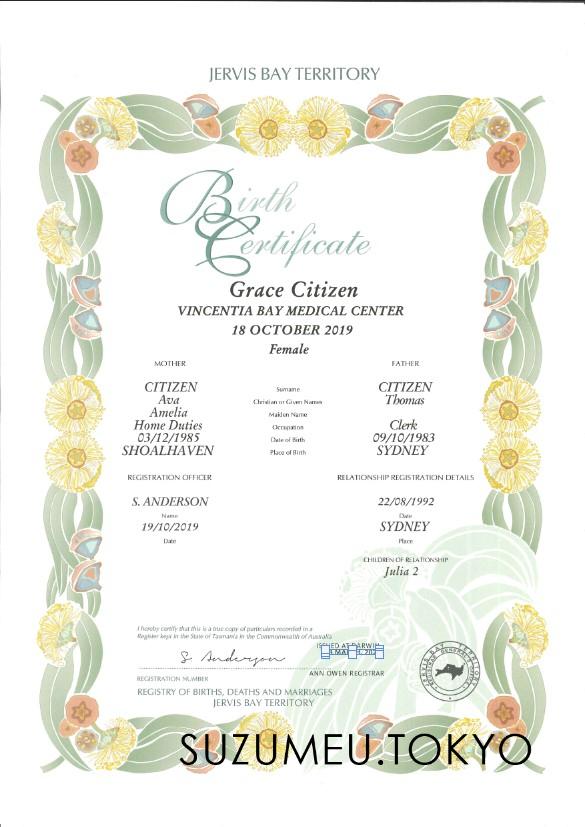 JERVIS BAY TERRITORY
Birth
Certificate
Grace Citizen
VINCENTIA BAY MEDICAL CENTER
18 OCTOBER 2019
Female
MOTHER FATHER
CITIZEN Surname CITIZEN
Ava Christian or Given Names Thomas
Amelia Maiden Name
Home Duties Occupation Clerk
03/12/1985 Date of Birth 09/10/1983
SHOALHAVEN Place of Birth SYDNEY
REGISTRATION OFFICER RELATIONSHIP REGISTRATION DETAILS
S. ANDERSON 22/08/1992
Name Date
19/10/2019 SYDNEY
Date Place
CHILDREN OF RELATIONSHIP
Julia 2
I hereby certify that this is a true copy of particulars recorded in a
Register kept in the State of Tasmania in the Commonwealth of Australia
ISSUED AT DARWIN
S. Anderson
ANN OWEN REGISTRAR
REGISTRATION NUMBER
REGISTRY OF BIRTHS, DEATHS AND MARRIAGES
JERVIS BAY TERRITORY
SUZUMEU.TOKYO